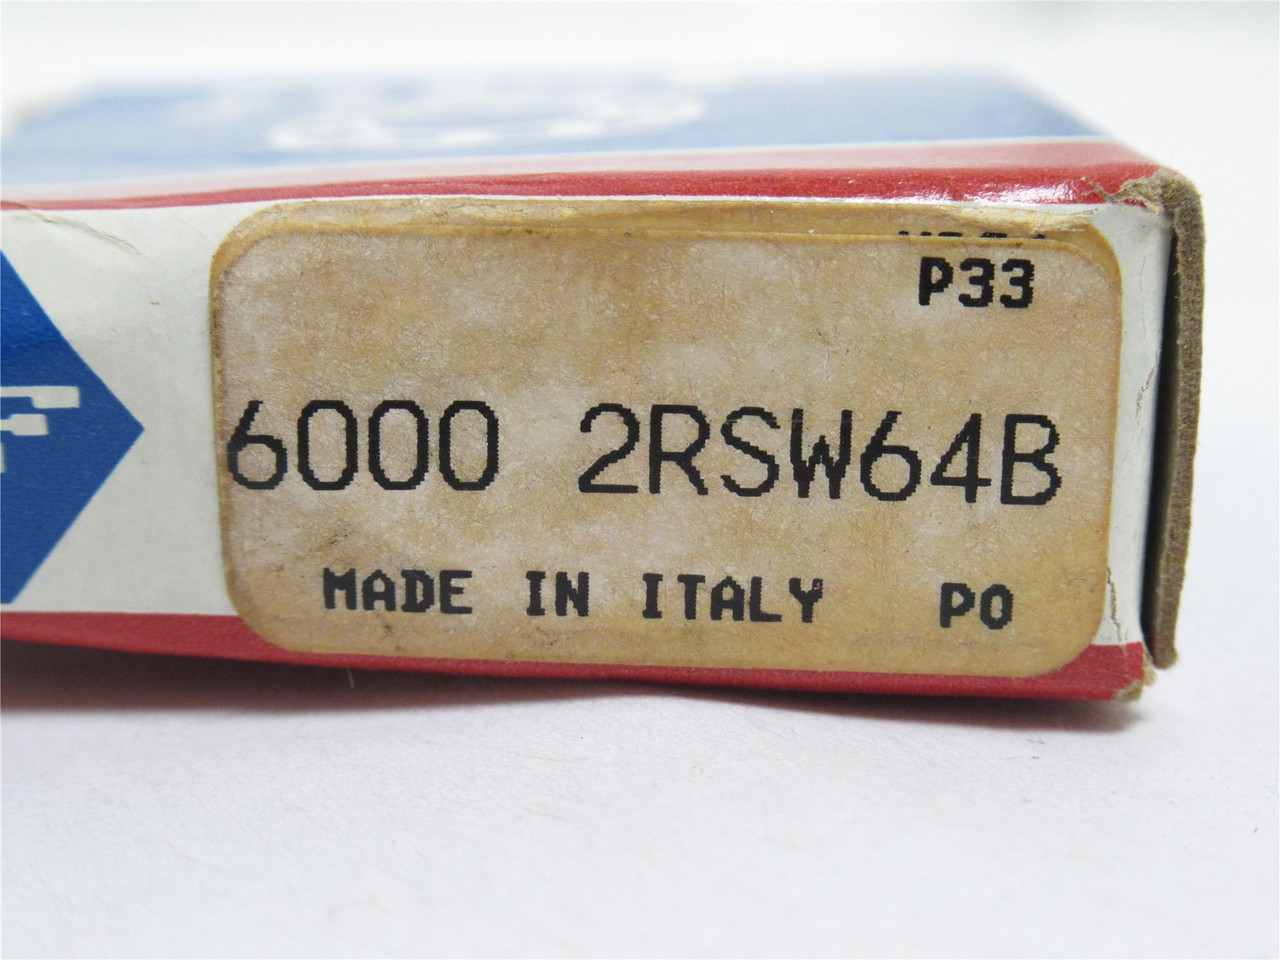 P33
6000 2RSW64B
MADE IN ITALY PO